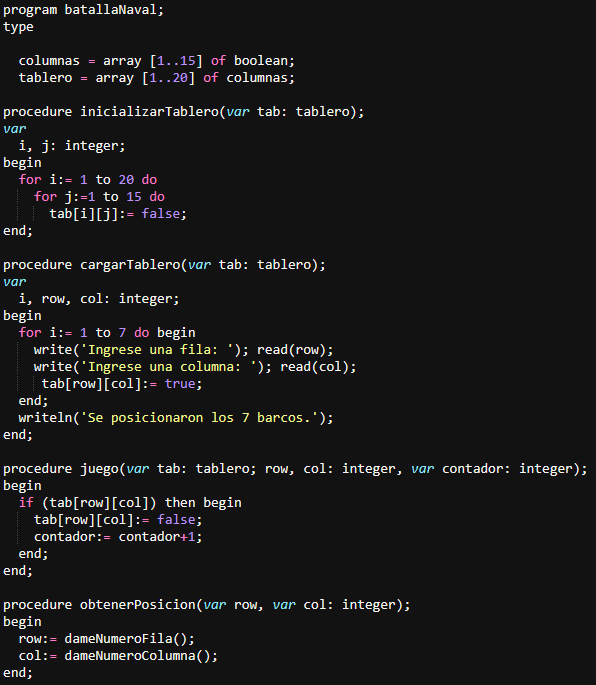 program batallaNaval;
type
columnas = array [1..15] of boolean;
tablero = array [1..20] of columnas;
procedure inicializarTablero(var tab: tablero);
var
i, j: integer;
begin
for i:= 1 to 20 do
for j:=1 to 15 do
tab[i][j]:= false;
end;
procedure cargarTablero(var tab: tablero);
var
i, row, col: integer;
begin
for i:= 1 to 7 do begin
write('Ingrese una fila: '); read(row);
write('Ingrese una columna: '); read(col);
tab[row][col]:= true;
end;
writeln('Se posicionaron los 7 barcos.');
end;
procedure juego(var tab: tablero; row, col: integer, var contador: integer);
begin
if (tab[row][col]) then begin
tab[row][col]:= false;
contador:= contador+1;
end;
end;
procedure obtenerPosicion(var row, var col: integer);
begin
row:= dameNumeroFila();
col:= dameNumeroColumna();
end;